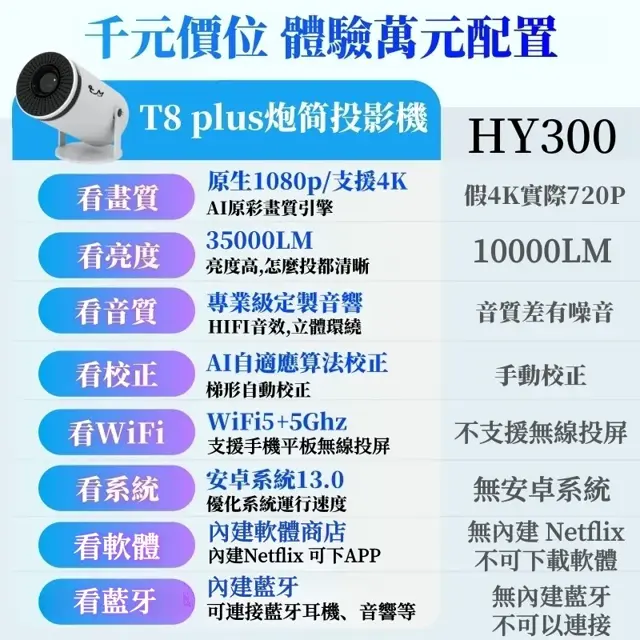 千元價位 體驗萬元配置
T8 plus炮筒投影機
HY300
看畫質
原生1080p/支援4K
AI原彩畫質引擎
假4K實際720P
看亮度
35000LM
亮度高,怎麼投都清晰
10000LM
看音質
專業級定製音響
HIFI音效,立體環繞
音質差有噪音
看校正
AI自適應算法校正
梯形自動校正
手動校正
看WiFi
WiFi5+5Ghz
支援手機平板無線投屏
不支援無線投屏
看系統
安卓系統13.0
優化系統運行速度
無安卓系統
看軟體
內建軟體商店
內建Netflix 可下APP
無內建 Netflix
不可下載軟體
看藍牙
內建藍牙
可連接藍牙耳機、音響等
無內建藍牙
不可以連接